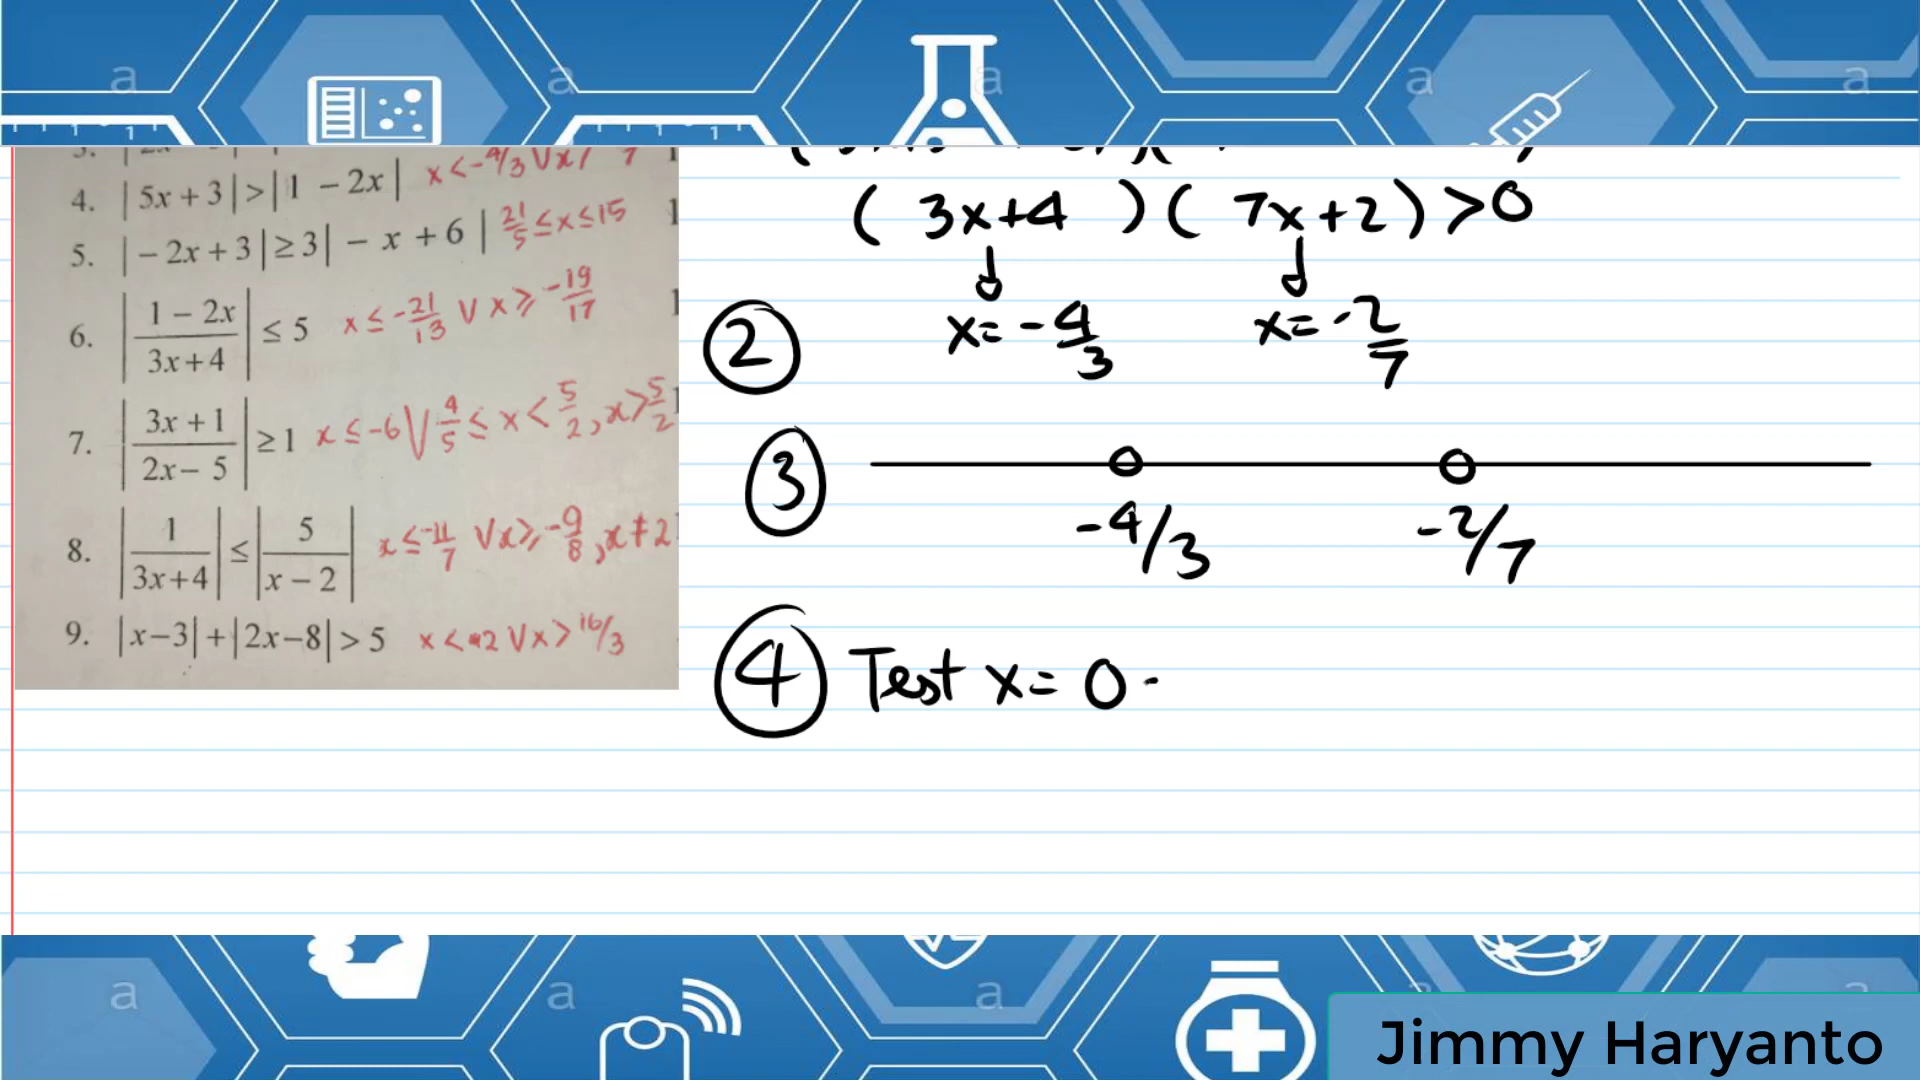 4. |5x + 3| > |1 − 2x| x < -4/3 V x > 7
5. |− 2x + 3| ≥ 3| − x + 6| 21/5 ≤ x ≤ 15
6. |1 − 2x / 3x + 4| ≤ 5 x ≤ -21/13 V x ≥ -19/17
7. |3x + 1 / 2x − 5| ≥ 1 x ≤ -6 V 4/5 ≤ x < 5/2, x > 5/2
8. |1 / 3x + 4| ≤ |5 / x − 2| x ≤ -11/7 V x ≥ -9/8, x ≠ 2
9. |x−3| + |2x−8| > 5 x < -2 V x > 16/3
(3x+4)(7x+2) > 0
② x = -4/3 x = -2/7
③
-4/3 -2/7
④ Test x = 0
Jimmy Haryanto